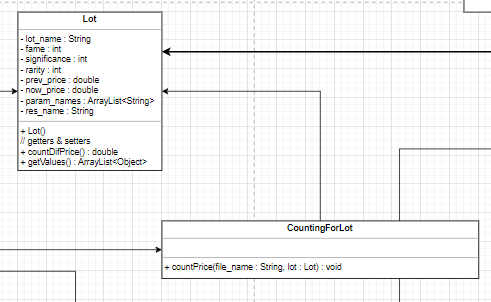 Lot
- lot_name : String
- fame : int
- significance : int
- rarity : int
- prev_price : double
- now_price : double
- param_names : ArrayList<String>
- res_name : String
+ Lot()
// getters & setters
+ countDifPrice() : double
+ getValues() : ArrayList<Object>
CountingForLot
+ countPrice(file_name : String, lot : Lot) : void